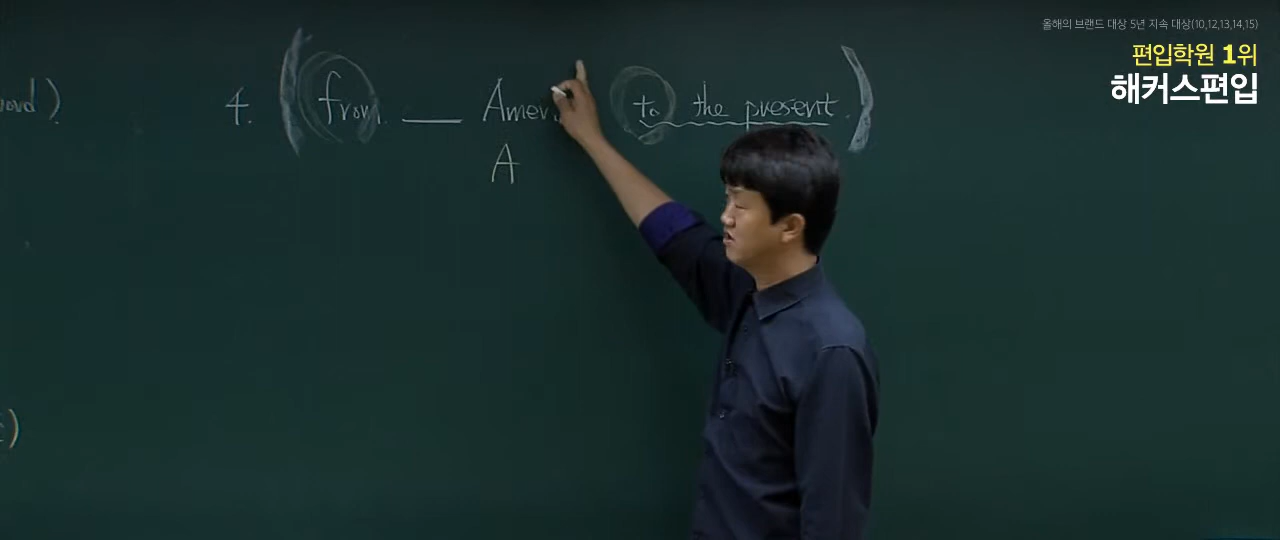 올해의 브랜드 대상 5년 지속 대상(10,12,13,14,15)
편입학원 1위
해커스편입
4. (from ___ Amer to the present.)
A